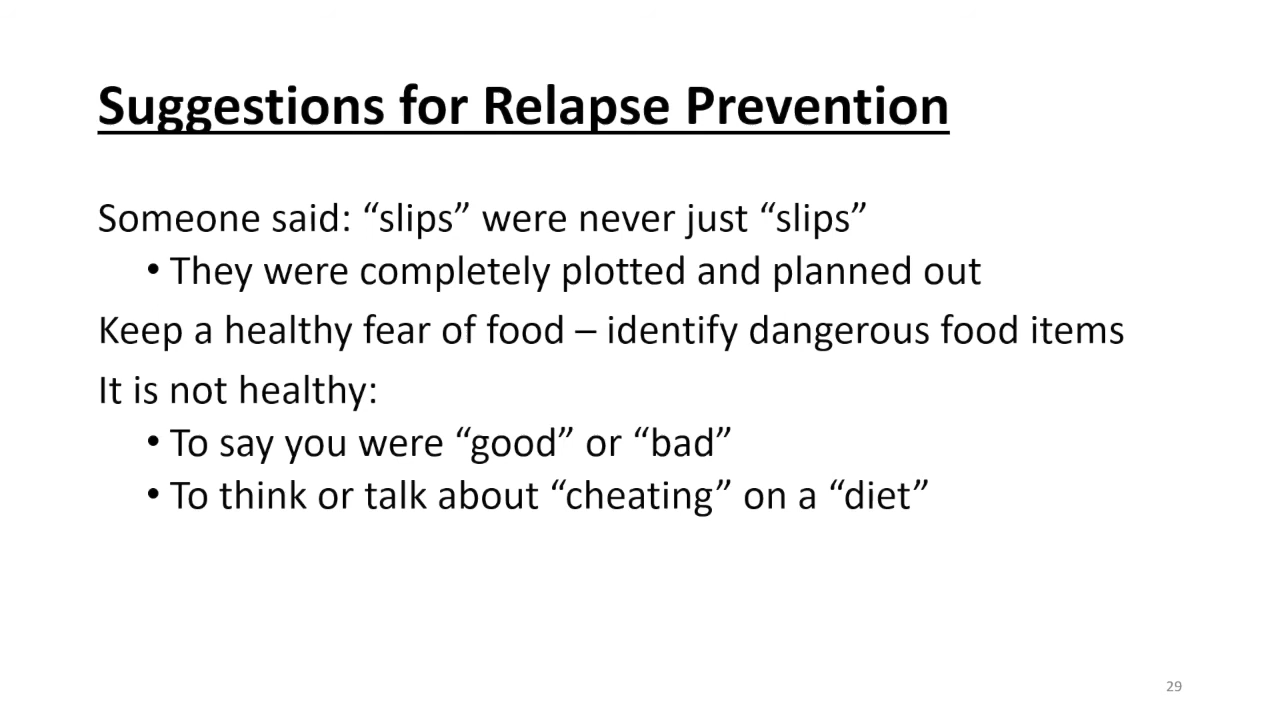 Suggestions for Relapse Prevention
Someone said: “slips” were never just “slips”
• They were completely plotted and planned out
Keep a healthy fear of food – identify dangerous food items
It is not healthy:
• To say you were “good” or “bad”
• To think or talk about “cheating” on a “diet”
29